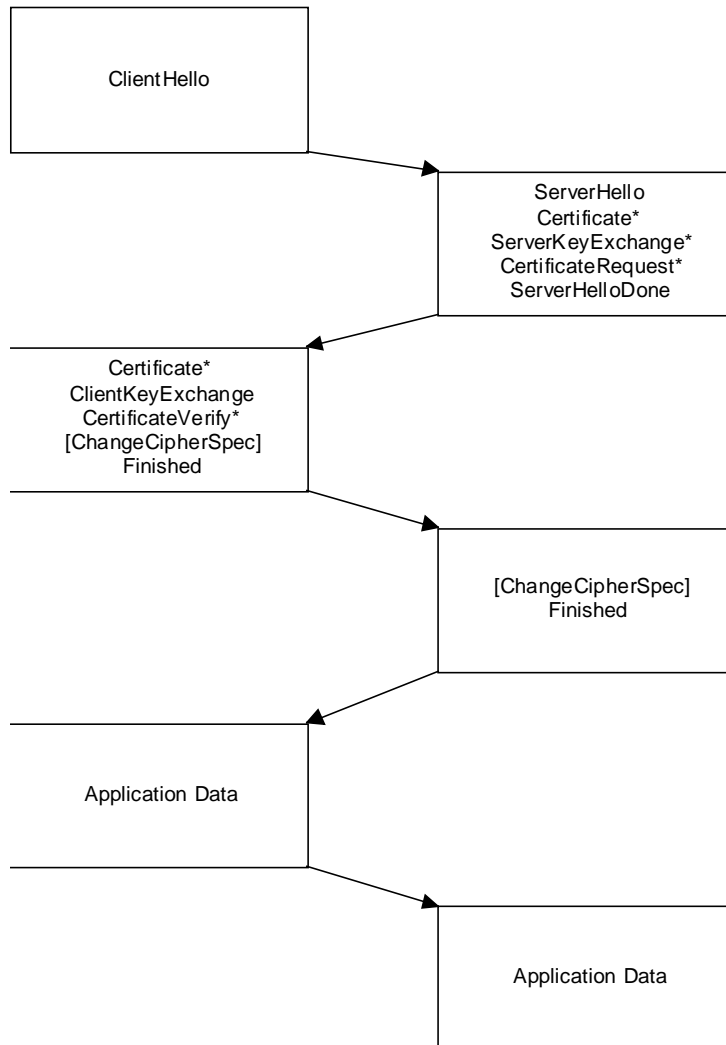 ClientHello
ServerHello
Certificate*
ServerKeyExchange*
CertificateRequest*
ServerHelloDone
Certificate*
ClientKeyExchange
CertificateVerify*
[ChangeCipherSpec]
Finished
[ChangeCipherSpec]
Finished
Application Data
Application Data